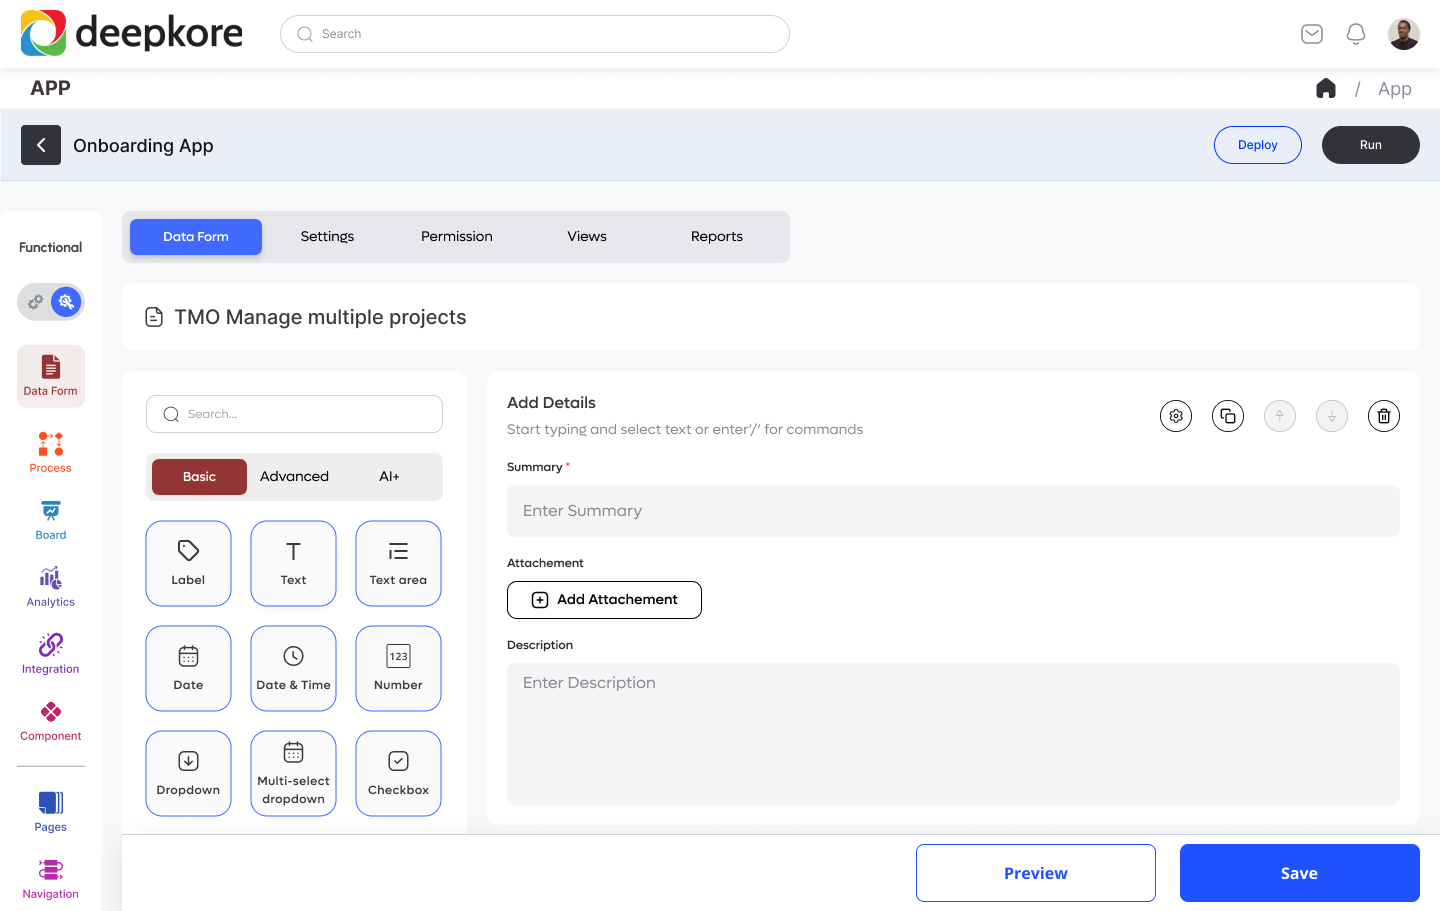 deepkore
Search
APP
/ App
Onboarding App
Deploy
Run
Functional
Data Form
Process
Board
Analytics
Integration
Component
Pages
Navigation
Data Form
Settings
Permission
Views
Reports
TMO Manage multiple projects
Search...
Basic
Advanced
AI+
Label
Text
Text area
Date
Date & Time
123
Number
Dropdown
Multi-select
dropdown
Checkbox
Add Details
Start typing and select text or enter'/' for commands
Summary *
Enter Summary
Attachement
Add Attachement
Description
Enter Description
Preview
Save